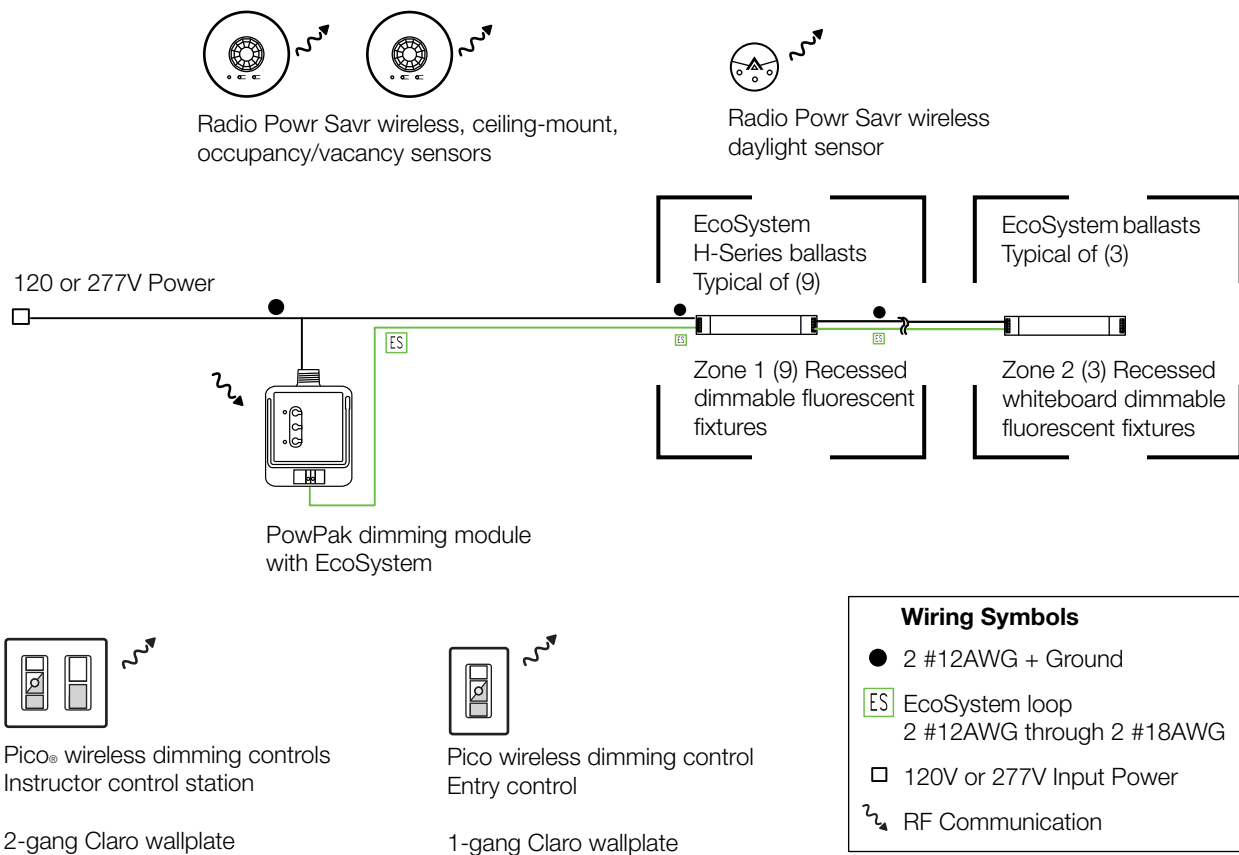 Radio Powr Savr wireless, ceiling-mount,
occupancy/vacancy sensors
Radio Powr Savr wireless
daylight sensor
120 or 277V Power
EcoSystem
H-Series ballasts
Typical of (9)
EcoSystem ballasts
Typical of (3)
ES
ES
ES
Zone 1 (9) Recessed
dimmable fluorescent
fixtures
Zone 2 (3) Recessed
whiteboard dimmable
fluorescent fixtures
PowPak dimming module
with EcoSystem
Pico® wireless dimming controls
Instructor control station
2-gang Claro wallplate
Pico wireless dimming control
Entry control
1-gang Claro wallplate
Wiring Symbols
2 #12AWG + Ground
ES EcoSystem loop
2 #12AWG through 2 #18AWG
120V or 277V Input Power
RF Communication